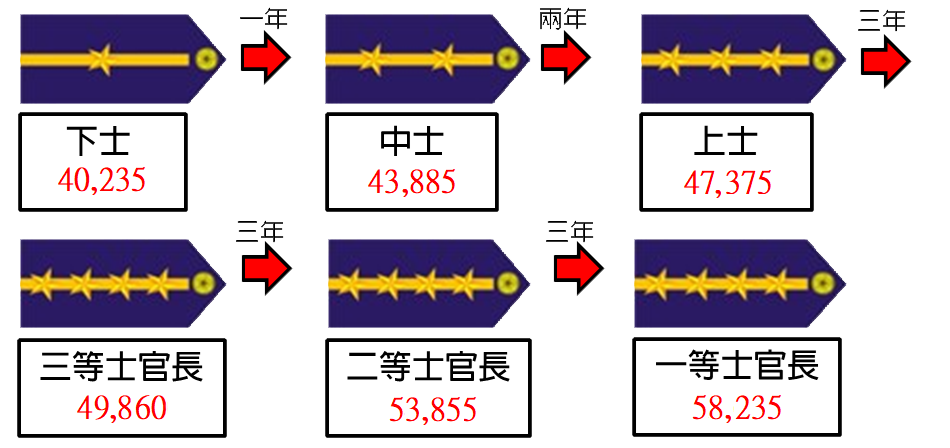 一年
兩年
三年
下士
40,235
中士
43,885
上士
47,375
三年
三年
三等士官長
49,860
二等士官長
53,855
一等士官長
58,235